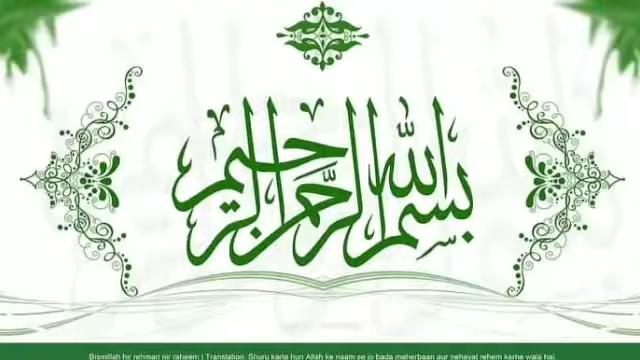 بسم الله الرحمن الرحيم
Bismillah hir rehman nir raheem | Translation. Shuru karta hun Allah ke naam se jo bada meherbaan aur nehayat rehem karne wala hai.